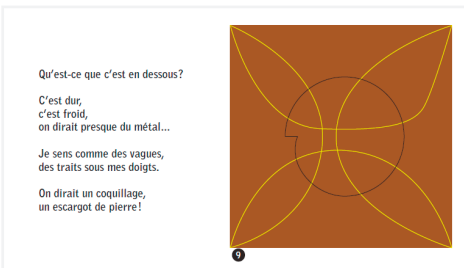 Qu'est-ce que c'est en dessous?
C'est dur,
c'est froid,
on dirait presque du métal...
Je sens comme des vagues,
des traits sous mes doigts.
On dirait un coquillage,
un escargot de pierre!
9